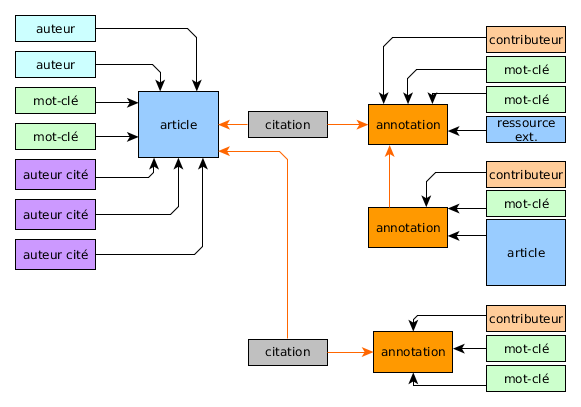 auteur
auteur
mot-clé
mot-clé
auteur cité
auteur cité
auteur cité
article
citation
citation
annotation
annotation
annotation
contributeur
mot-clé
mot-clé
ressource
ext.
contributeur
mot-clé
article
contributeur
mot-clé
mot-clé